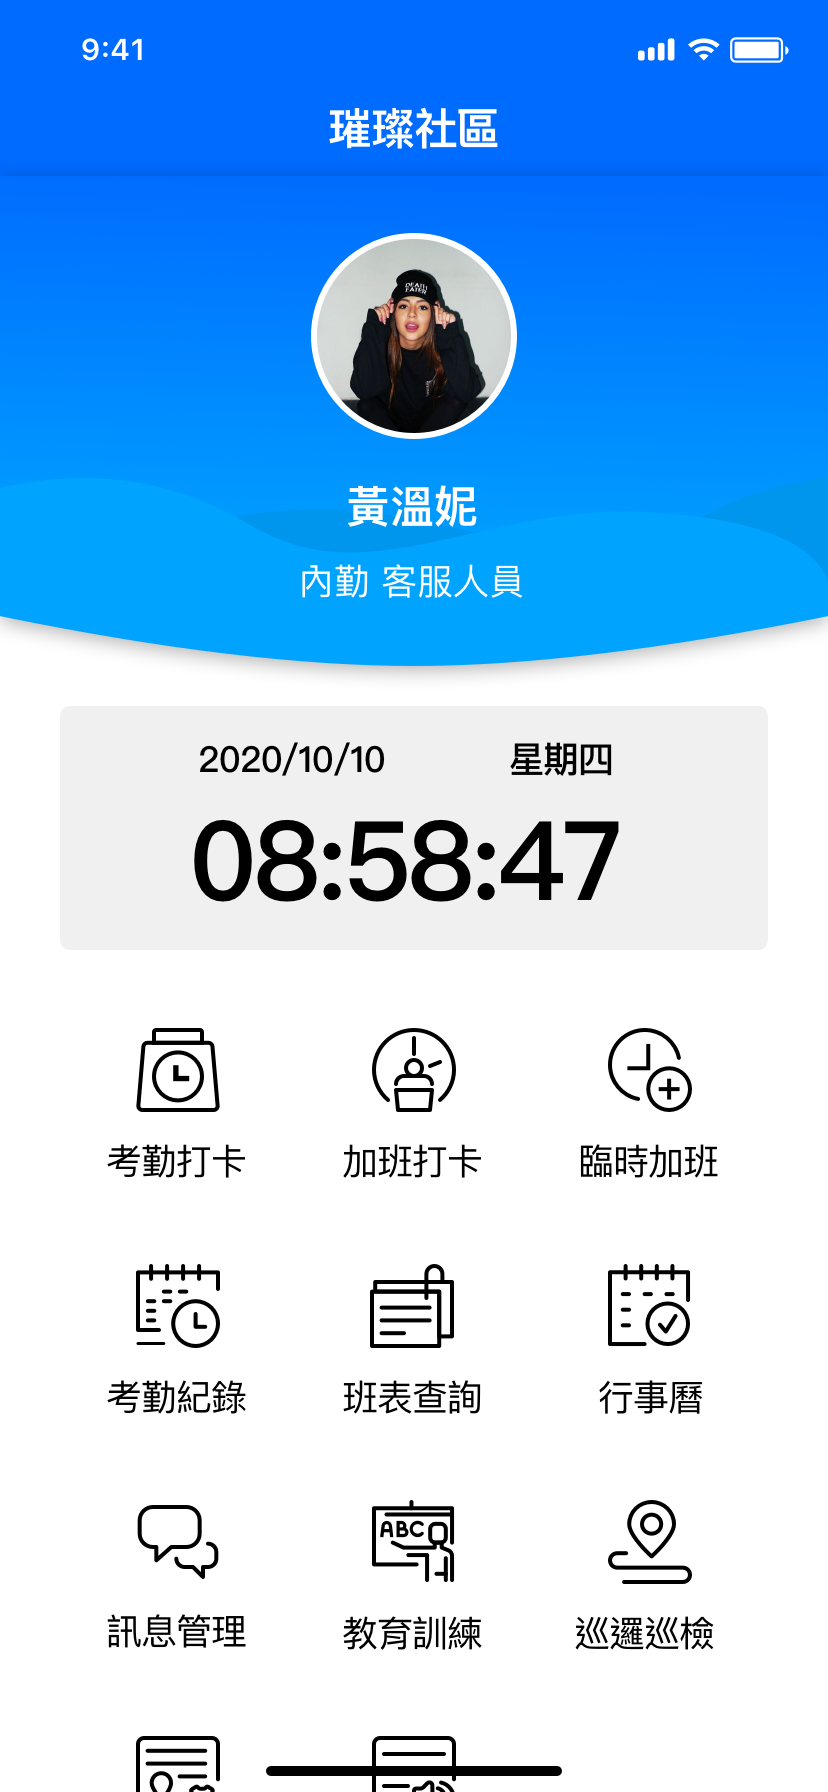 9:41
璀璨社區
DEATH
EATER
黃溫妮
內勤 客服人員
2020/10/10 星期四
08:58:47
考勤打卡 加班打卡 臨時加班
考勤紀錄 班表查詢 行事曆
ABC
訊息管理 教育訓練 巡邏巡檢